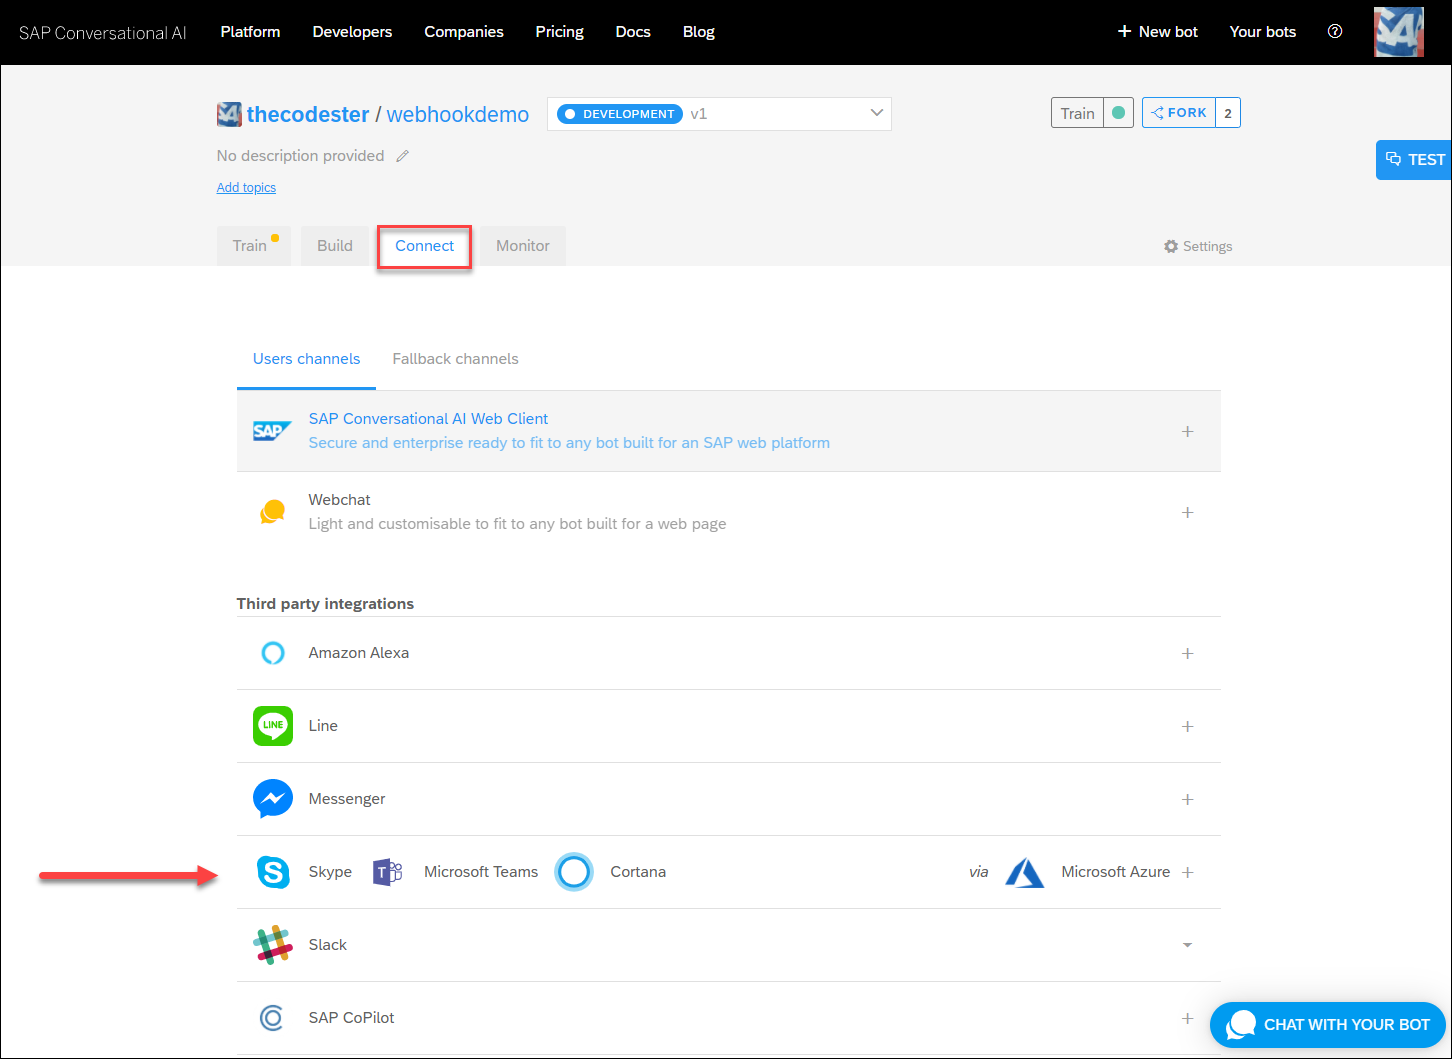 SAP Conversational AI Platform Developers Companies Pricing Docs Blog + New bot Your bots ?
thecodester / webhookdemo DEVELOPMENT v1 Train FORK 2
No description provided
TEST
Add topics
Train Build Connect Monitor Settings
Users channels Fallback channels
SAP SAP Conversational AI Web Client
Secure and enterprise ready to fit to any bot built for an SAP web platform
Webchat
Light and customisable to fit to any bot built for a web page
Third party integrations
Amazon Alexa
LINE Line
Messenger
Skype Microsoft Teams Cortana via Microsoft Azure
Slack
SAP CoPilot
CHAT WITH YOUR BOT